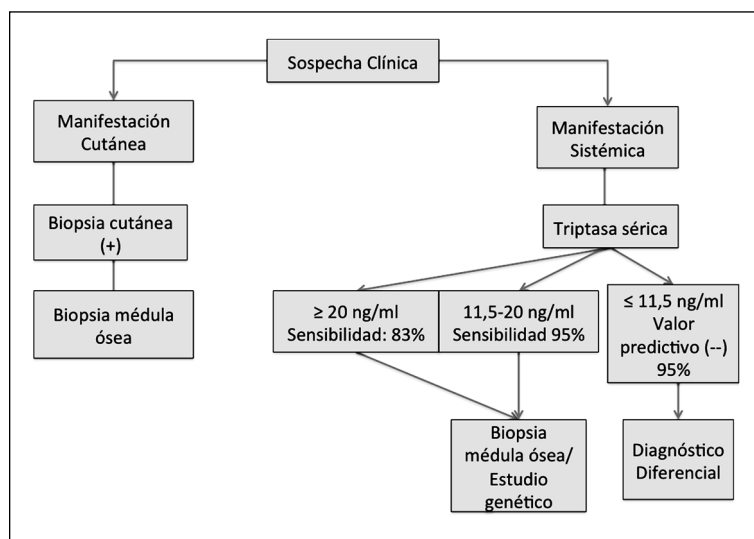 Sospecha Clínica
Manifestación
Cutánea
Manifestación
Sistémica
Biopsia cutánea
(+)
Triptasa sérica
Biopsia médula
ósea
≥ 20 ng/ml
Sensibilidad: 83%
11,5-20 ng/ml
Sensibilidad 95%
≤ 11,5 ng/ml
Valor
predictivo (--)
95%
Biopsia
médula ósea/
Estudio
genético
Diagnóstico
Diferencial